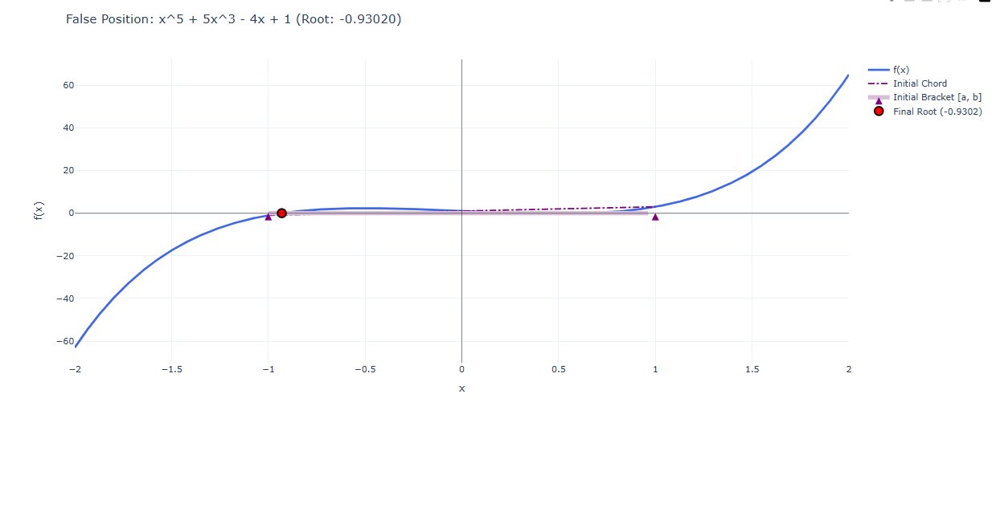 False Position: x^5 + 5x^3 - 4x + 1 (Root: -0.93020)
f(x)
Initial Chord
Initial Bracket [a, b]
Final Root (-0.9302)
60
40
20
0
−20
−40
−60
f(x)
−2
−1.5
−1
−0.5
0
0.5
1
1.5
2
x